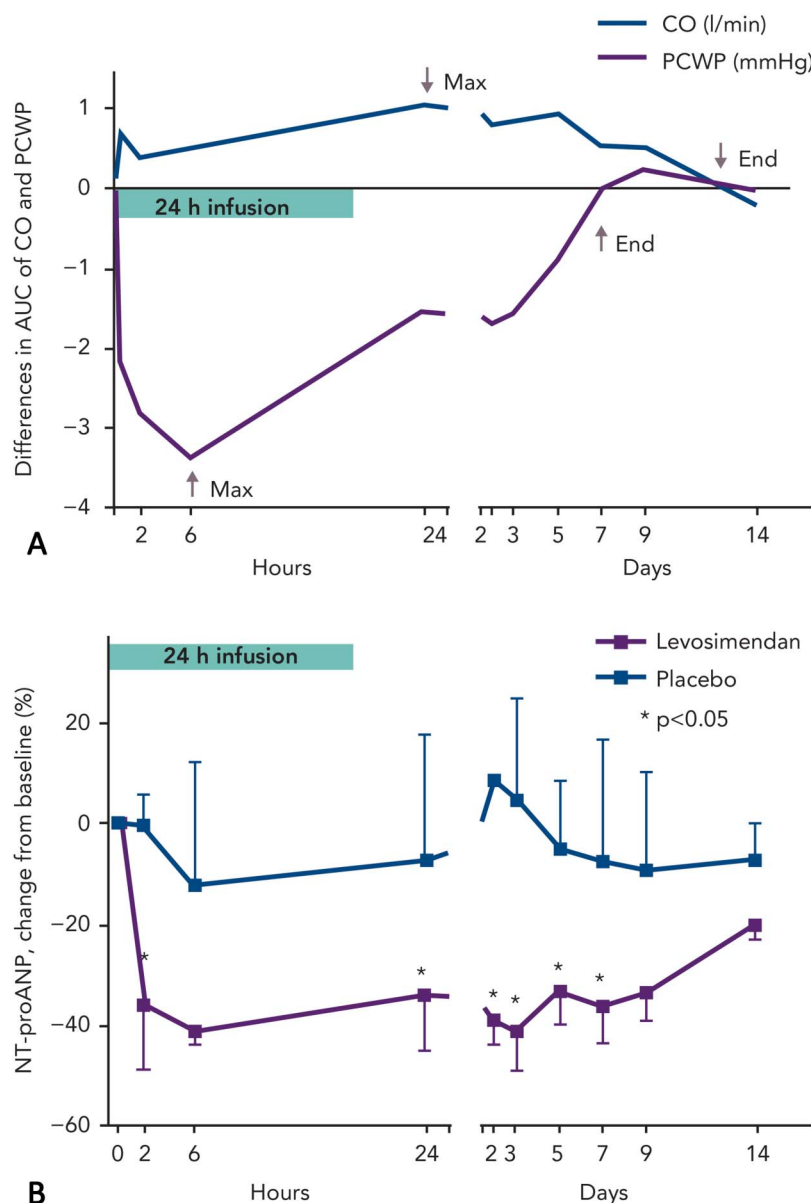 CO (l/min)
PCWP (mmHg)
Differences in AUC of CO and PCWP
1
0
−1
−2
−3
−4
Max
End
24 h infusion
End
Max
2 6 24 2 3 5 7 9 14
Hours Days
A
24 h infusion
Levosimendan
Placebo
* p<0.05
NT-proANP, change from baseline (%)
20
0
−20
−40
−60
* * * * * *
0 2 6 24 2 3 5 7 9 14
Hours Days
B